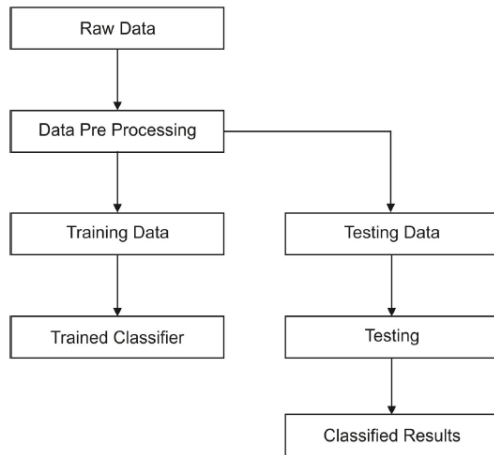 Raw Data
Data Pre Processing
Training Data
Testing Data
Trained Classifier
Testing
Classified Results